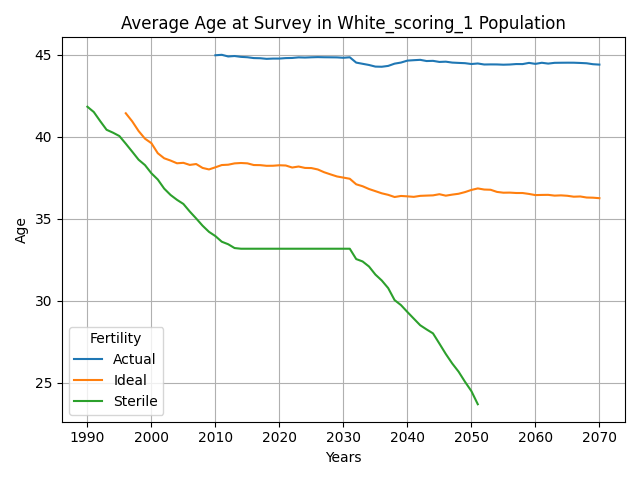 Average Age at Survey in White_scoring_1 Population
Age
45
40
35
30
25
Fertility
Actual
Ideal
Sterile
1990 2000 2010 2020 2030 2040 2050 2060 2070
Years